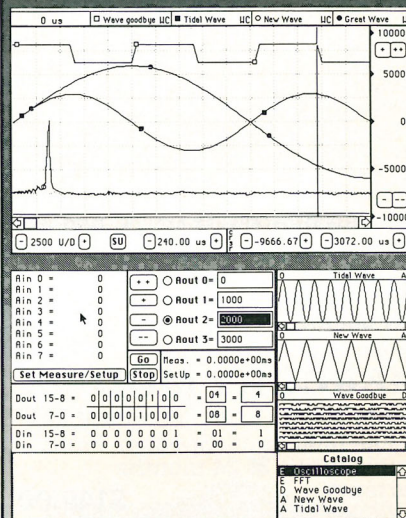 0 us □ Wave goodbye UC ■ Tidal Wave UC ○ New Wave UC ● Great Wave U
10000
+ ++
5000
0
-5000
- --
-10000
- 2500 U/D + SU - 240.00 us + - -9666.67 + - -3072.00 us +
Ain 0 = 0
Ain 1 = 0
Ain 2 = 0
Ain 3 = 0
Ain 4 = 0
Ain 5 = 0
Ain 6 = 0
Ain 7 = 0
Set Measure/Setup
++ Aout 0= 0
+ Aout 1= 1000
- Aout 2= 2000
-- Aout 3= 3000
Go Meas. = 0.0000e+00ms
Stop SetUp = 0.0000e+00ms
Dout 15-8 = 0 0 0 0 0 1 0 0 = 04 = 4
Dout 7-0 = 0 0 0 0 1 0 0 0 = 08 = 8
Din 15-8 = 0 0 0 0 0 0 0 1 = 01 = 1
Din 7-0 = 0 0 0 0 0 0 0 0 = 00 = 0
0 Tidal Wave A
0 New Wave A
0 Wave Goodbye D
Catalog
E Oscilloscope
E FFT
D Wave Goodbye
A New Wave
A Tidal Wave